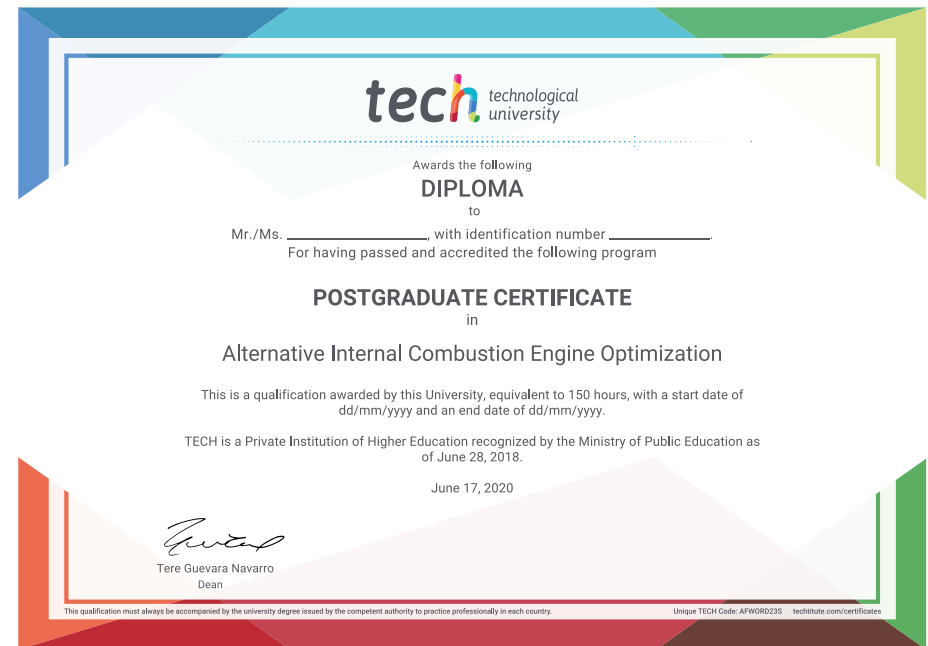 tech technological
university
Awards the following
DIPLOMA
to
Mr./Ms. ____________________, with identification number ______________.
For having passed and accredited the following program
POSTGRADUATE CERTIFICATE
in
Alternative Internal Combustion Engine Optimization
This is a qualification awarded by this University, equivalent to 150 hours, with a start date of
dd/mm/yyyy and an end date of dd/mm/yyyy.
TECH is a Private Institution of Higher Education recognized by the Ministry of Public Education as
of June 28, 2018.
June 17, 2020
Tere Guevara Navarro
Dean
This qualification must always be accompanied by the university degree issued by the competent authority to practice professionally in each country. Unique TECH Code: AFWORD23S techtitute.com/certificates